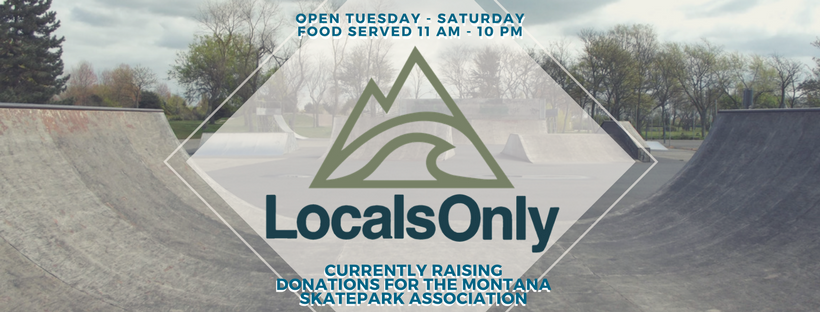 OPEN TUESDAY - SATURDAY
FOOD SERVED 11 AM - 10 PM
LocalsOnly
CURRENTLY RAISING
DONATIONS FOR THE MONTANA
SKATEPARK ASSOCIATION